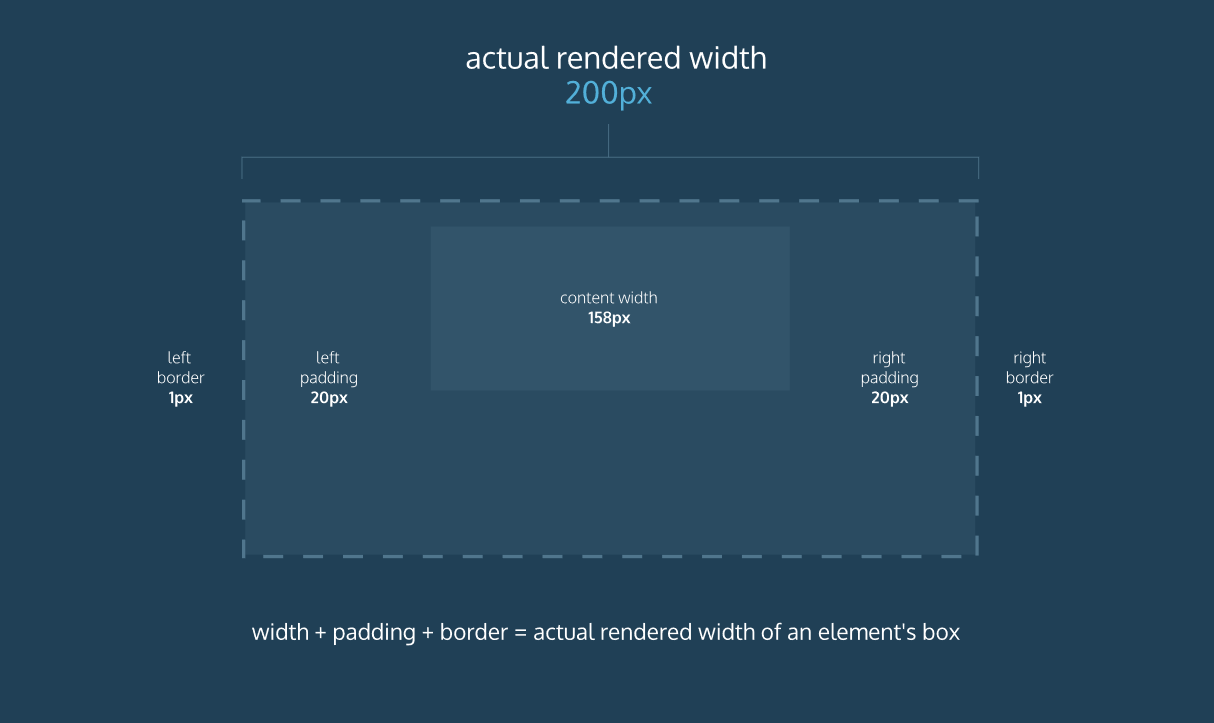 actual rendered width
200px
content width
158px
left
border
1px
left
padding
20px
right
padding
20px
right
border
1px
width + padding + border = actual rendered width of an element's box